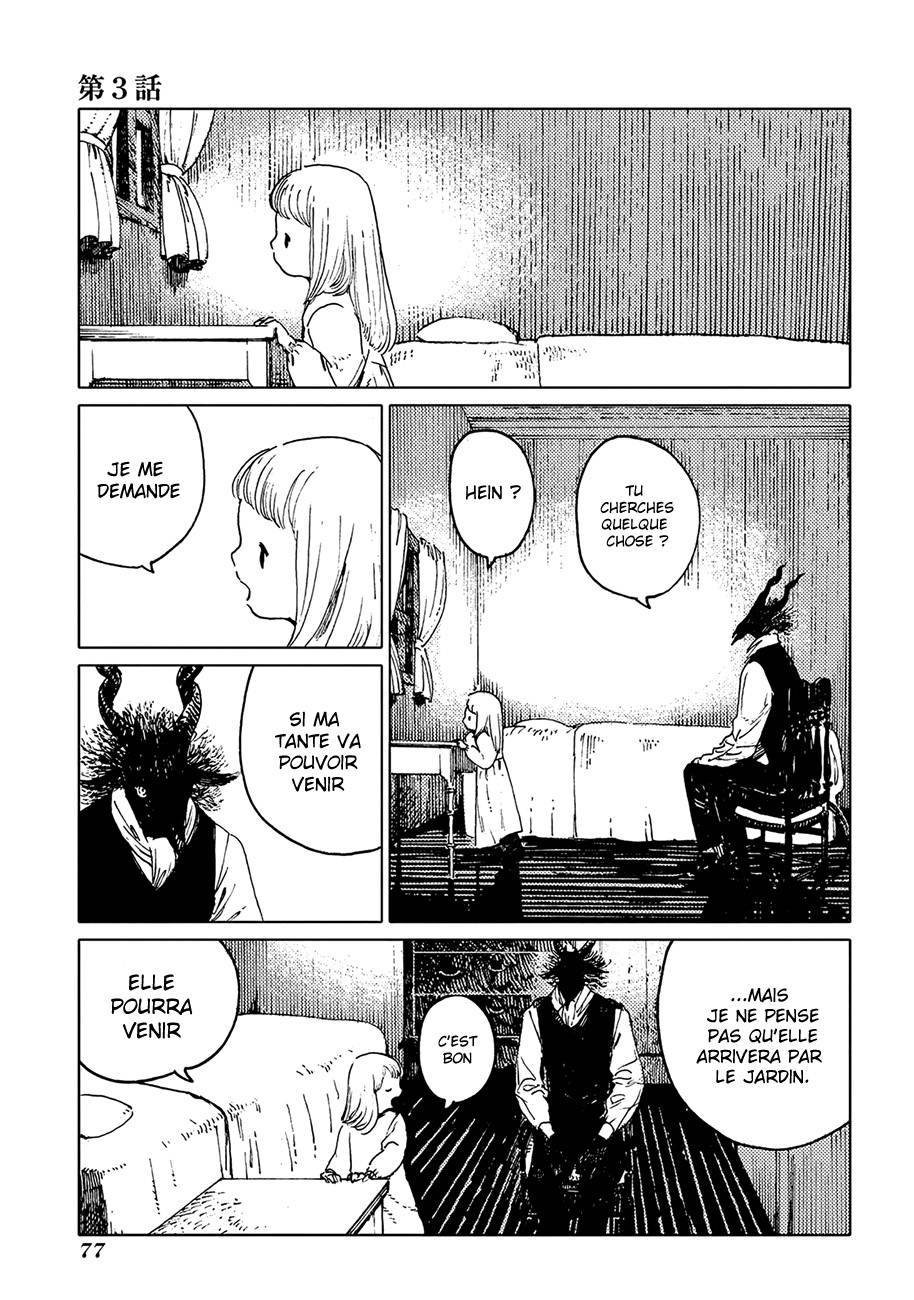 第3話
TU
CHERCHES
QUELQUE
CHOSE ?
HEIN ?
JE ME
DEMANDE
SI MA
TANTE VA
POUVOIR
VENIR
...MAIS
JE NE PENSE
PAS QU'ELLE
ARRIVERA PAR
LE JARDIN.
C'EST
BON
ELLE
POURRA
VENIR
77